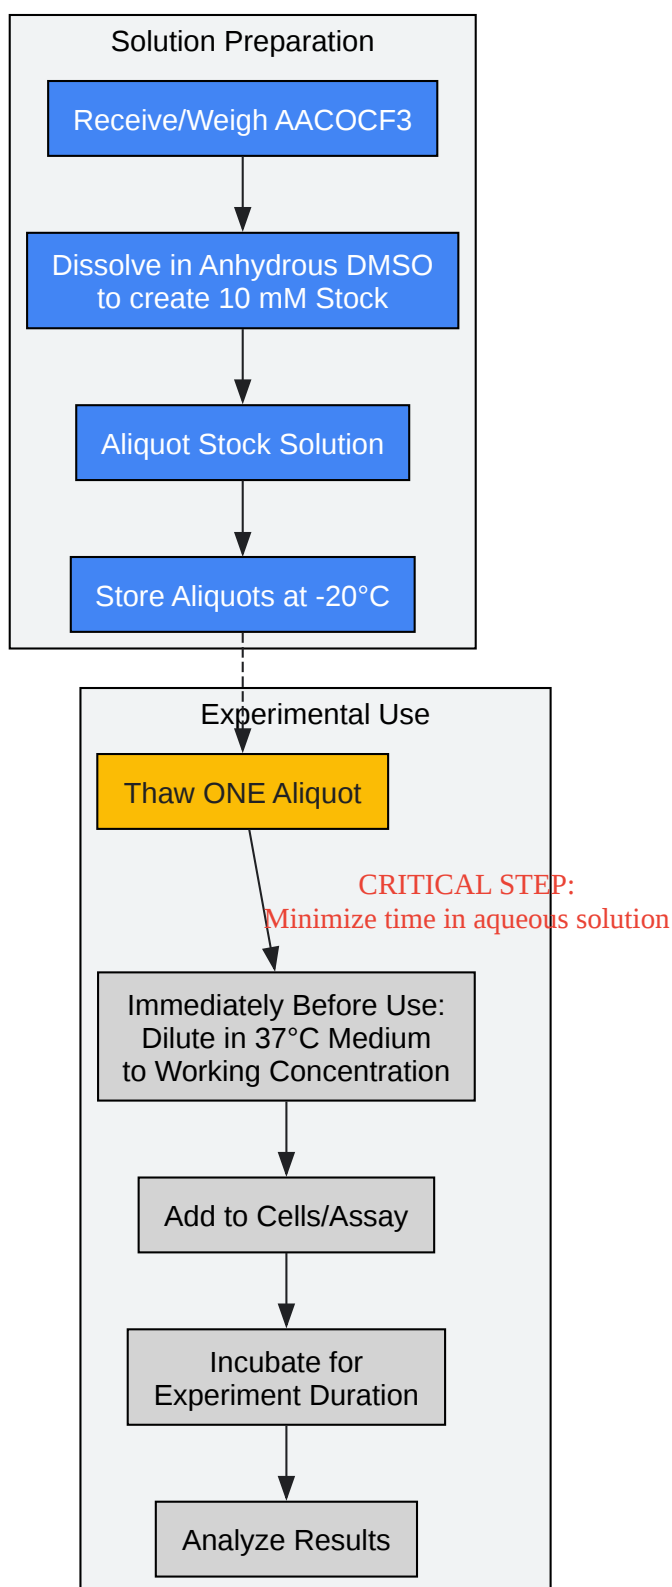 Solution Preparation
Receive/Weigh AACOCF3
Dissolve in Anhydrous DMSO
to create 10 mM Stock
Aliquot Stock Solution
Store Aliquots at -20°C
Experimental Use
Thaw ONE Aliquot
CRITICAL STEP:
Minimize time in aqueous solution
Immediately Before Use:
Dilute in 37°C Medium
to Working Concentration
Add to Cells/Assay
Incubate for
Experiment Duration
Analyze Results